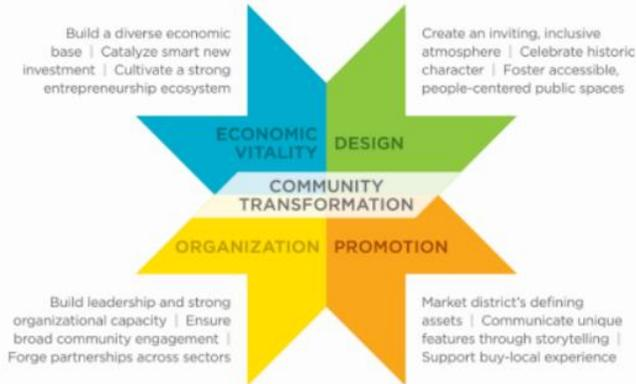 Build a diverse economic
base | Catalyze smart new
investment | Cultivate a strong
entrepreneurship ecosystem
Create an inviting, inclusive
atmosphere | Celebrate historic
character | Foster accessible,
people-centered public spaces
ECONOMIC
VITALITY
DESIGN
COMMUNITY
TRANSFORMATION
ORGANIZATION
PROMOTION
Build leadership and strong
organizational capacity | Ensure
broad community engagement |
Forge partnerships across sectors
Market district's defining
assets | Communicate unique
features through storytelling |
Support buy-local experience